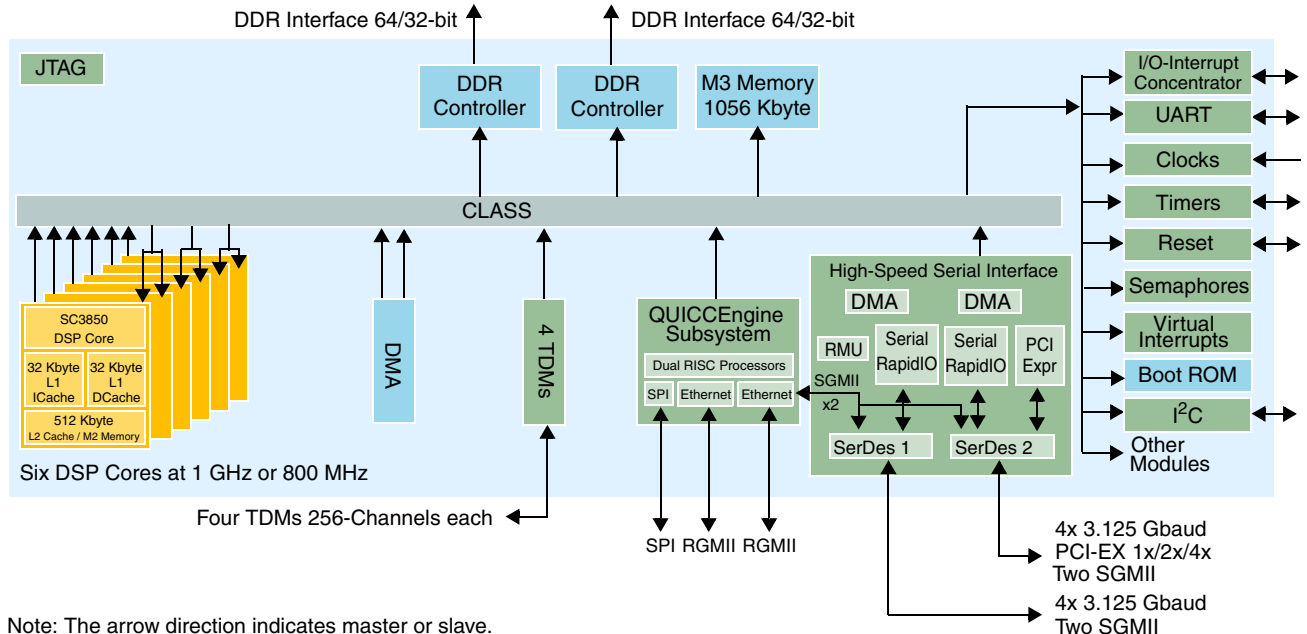 DDR Interface 64/32-bit
DDR Interface 64/32-bit
JTAG
DDR
Controller
DDR
Controller
M3 Memory
1056 Kbyte
I/O-Interrupt
Concentrator
UART
Clocks
Timers
Reset
Semaphores
Virtual
Interrupts
Boot ROM
I²C
Other
Modules
CLASS
SC3850
DSP Core
32 Kbyte
L1
ICache
32 Kbyte
L1
DCache
512 Kbyte
L2 Cache / M2 Memory
Six DSP Cores at 1 GHz or 800 MHz
DMA
4 TDMs
Four TDMs 256-Channels each
QUICCEngine
Subsystem
Dual RISC Processors
SPI
Ethernet
Ethernet
SPI
RGMII
RGMII
High-Speed Serial Interface
DMA
DMA
RMU
Serial
RapidIO
Serial
RapidIO
PCI
Expr
SGMII
x2
SerDes 1
SerDes 2
4x 3.125 Gbaud
PCI-EX 1x/2x/4x
Two SGMII
4x 3.125 Gbaud
Two SGMII
Note: The arrow direction indicates master or slave.